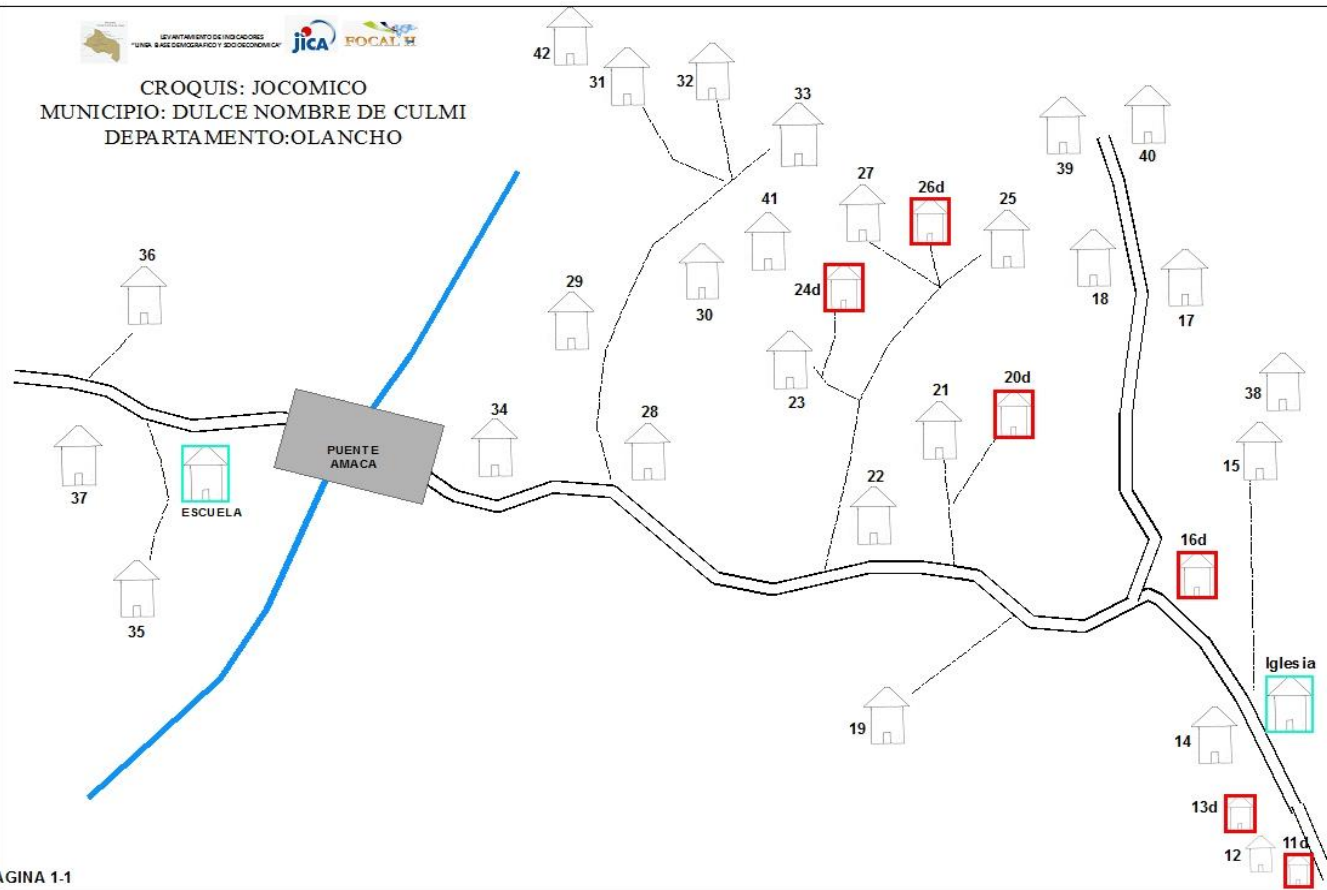 LEVANTAMIENTO DE INDICADORES
"LINEA BASE DEMOGRAFICO Y SOCIOECONOMICA"
jICA
FOCAL H
CROQUIS: JOCOMICO
MUNICIPIO: DULCE NOMBRE DE CULMI
DEPARTAMENTO:OLANCHO
42
31
32
33
39
40
27
26d
25
41
36
29
30
24d
18
17
23
38
34
28
21
20d
15
37
ESCUELA
PUENTE
AMACA
22
16d
35
Iglesia
19
14
13d
12
11d
AGINA 1-1